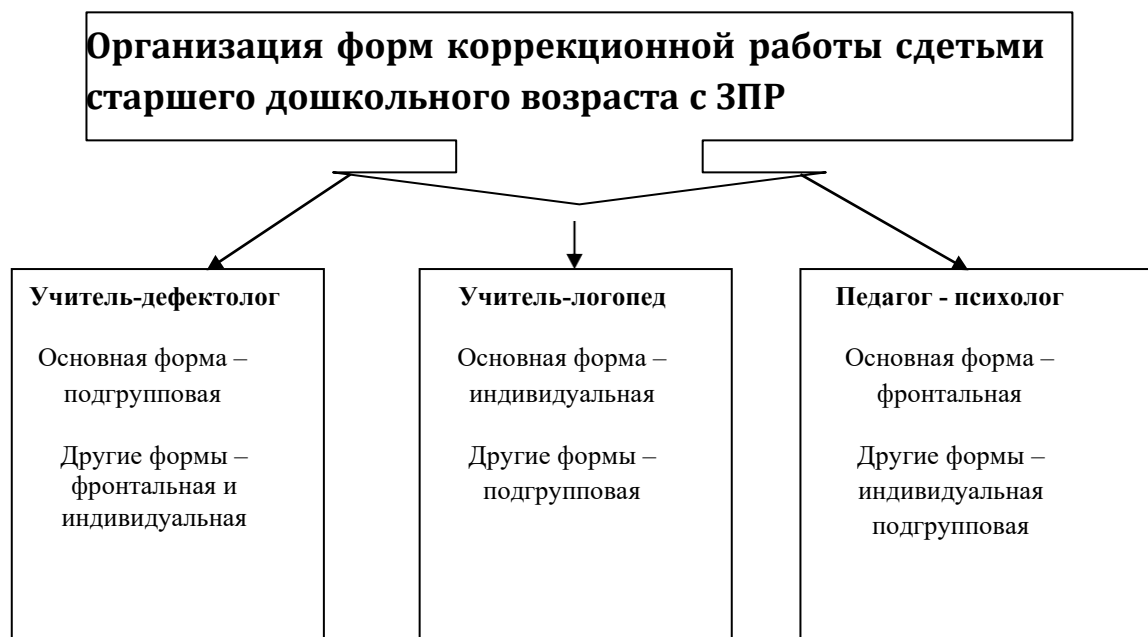 Организация форм коррекционной работы сдетьми
старшего дошкольного возраста с ЗПР
Учитель-дефектолог
Основная форма –
подгрупповая
Другие формы –
фронтальная и
индивидуальная
Учитель-логопед
Основная форма –
индивидуальная
Другие формы –
подгрупповая
Педагог - психолог
Основная форма –
фронтальная
Другие формы –
индивидуальная
подгрупповая